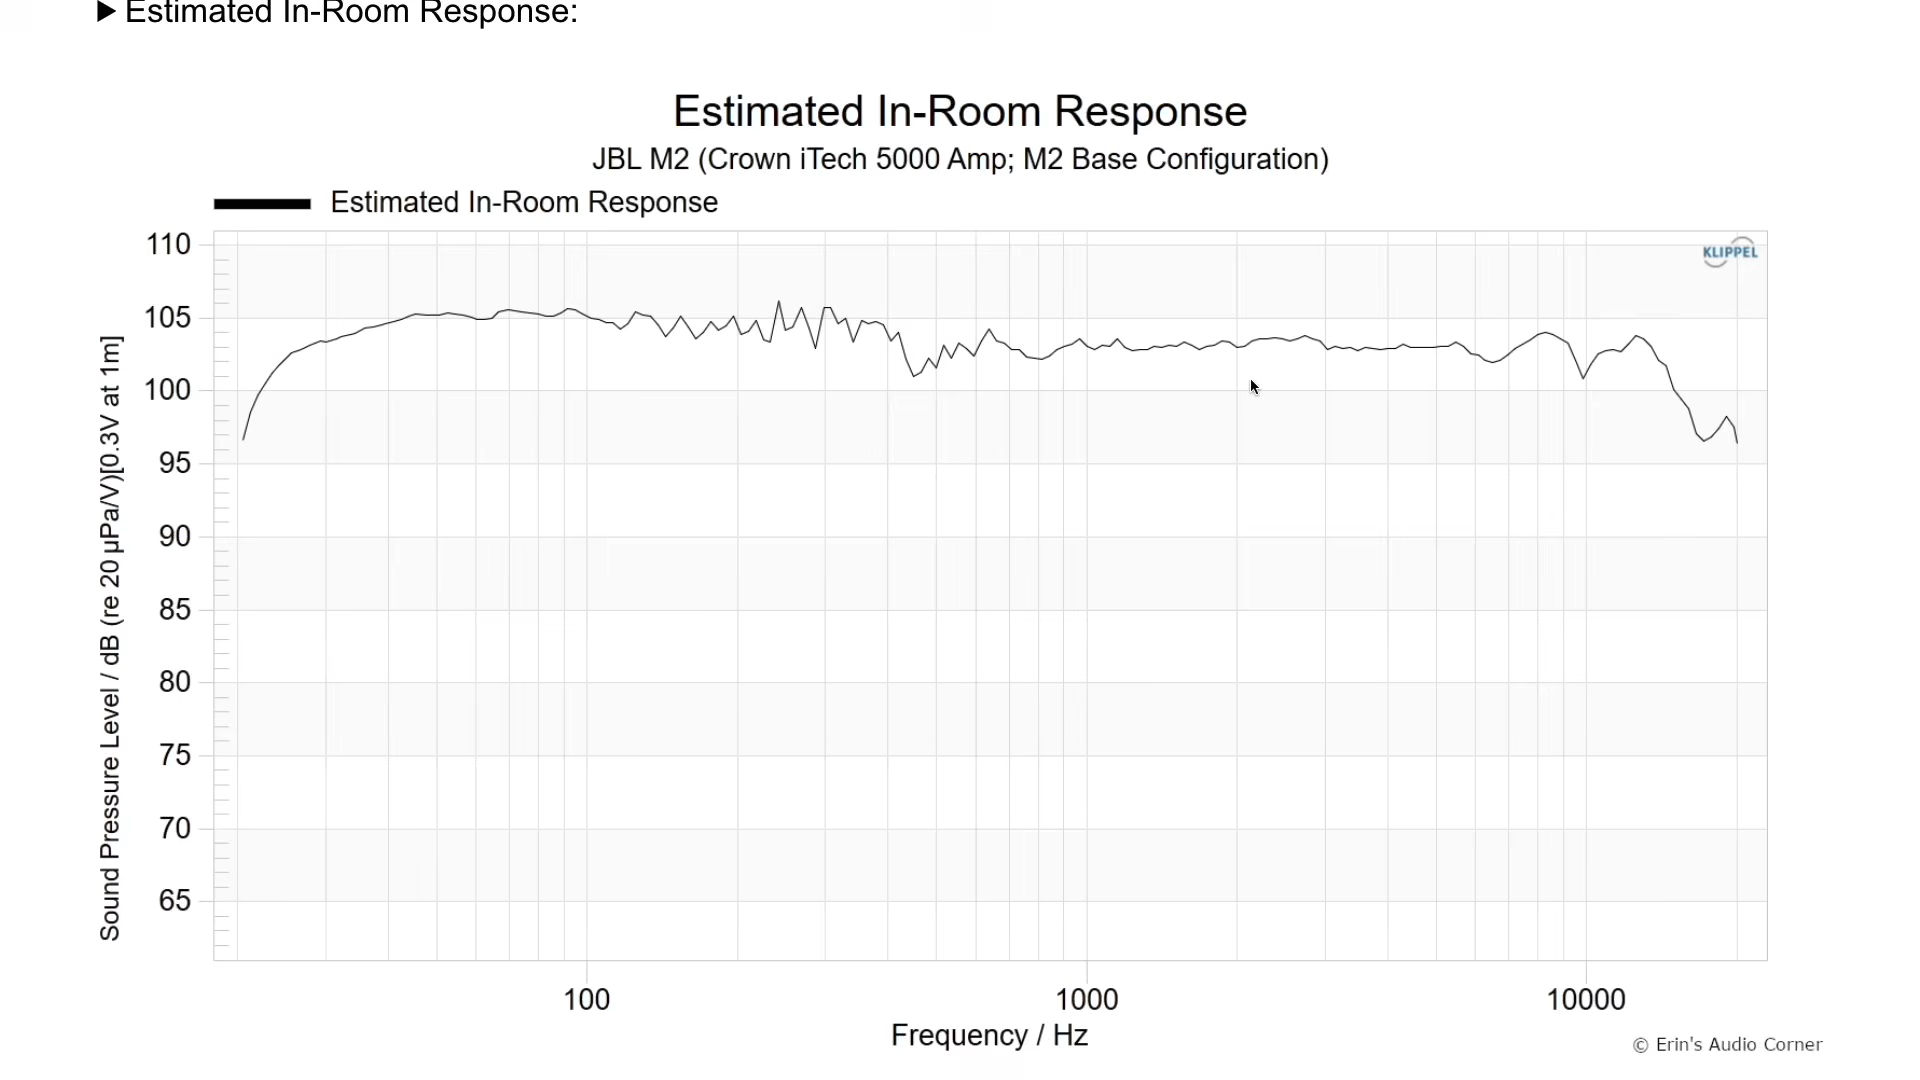 ▶ Estimated In-Room Response:
Estimated In-Room Response
JBL M2 (Crown iTech 5000 Amp; M2 Base Configuration)
Estimated In-Room Response
KLIPPEL
110
105
100
95
90
85
80
75
70
65
Sound Pressure Level / dB (re 20 µPa/V)[0.3V at 1m]
100
1000
10000
Frequency / Hz
© Erin's Audio Corner